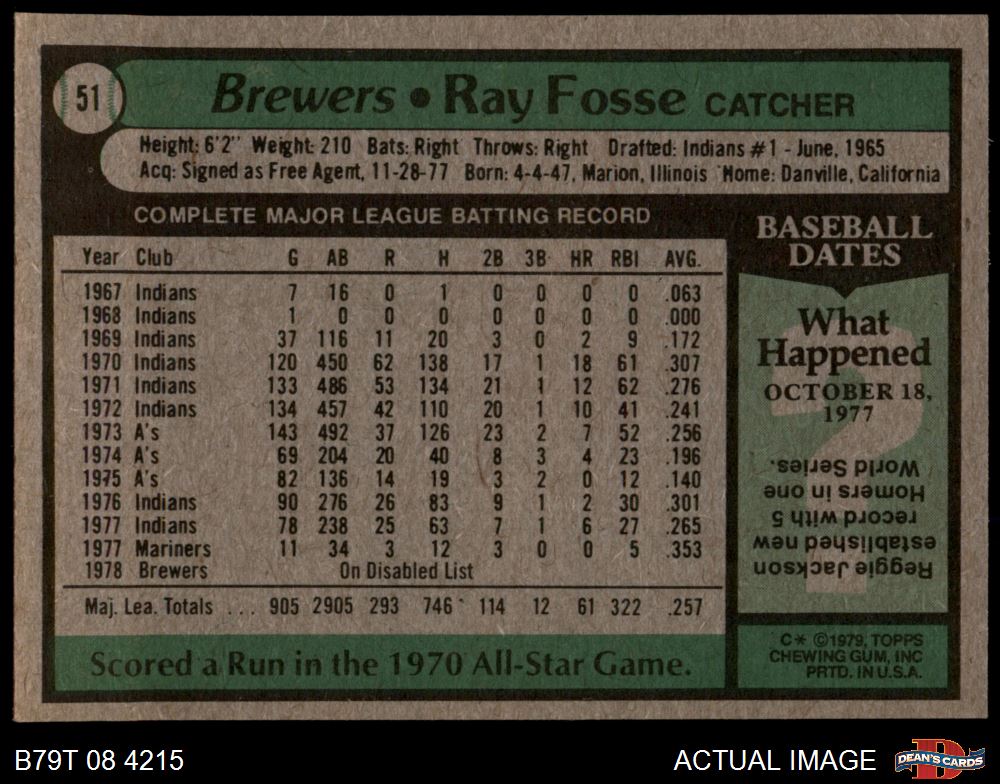 51
Brewers • Ray Fosse CATCHER
Height: 6'2" Weight: 210 Bats: Right Throws: Right Drafted: Indians #1 - June, 1965
Acq: Signed as Free Agent, 11-28-77 Born: 4-4-47, Marion, Illinois Home: Danville, California
COMPLETE MAJOR LEAGUE BATTING RECORD
Year Club G AB R H 2B 3B HR RBI AVG.
1967 Indians 7 16 0 1 0 0 0 0 .063
1968 Indians 1 0 0 0 0 0 0 0 .000
1969 Indians 37 116 11 20 3 0 2 9 .172
1970 Indians 120 450 62 138 17 1 18 61 .307
1971 Indians 133 486 53 134 21 1 12 62 .276
1972 Indians 134 457 42 110 20 1 10 41 .241
1973 A's 143 492 37 126 23 2 7 52 .256
1974 A's 69 204 20 40 8 3 4 23 .196
1975 A's 82 136 14 19 3 2 0 12 .140
1976 Indians 90 276 26 83 9 1 2 30 .301
1977 Indians 78 238 25 63 7 1 6 27 .265
1977 Mariners 11 34 3 12 3 0 0 5 .353
1978 Brewers On Disabled List
Maj. Lea. Totals ... 905 2905 293 746 114 12 61 322 .257
Scored a Run in the 1970 All-Star Game.
BASEBALL
DATES
What
Happened
OCTOBER 18,
1977
Reggie Jackson
established new
record with 5
Homers in one
World Series.
C* ©1979, TOPPS
CHEWING GUM, INC
PRTD. IN U.S.A.
B79T 08 4215
ACTUAL IMAGE
DEAN'S CARDS